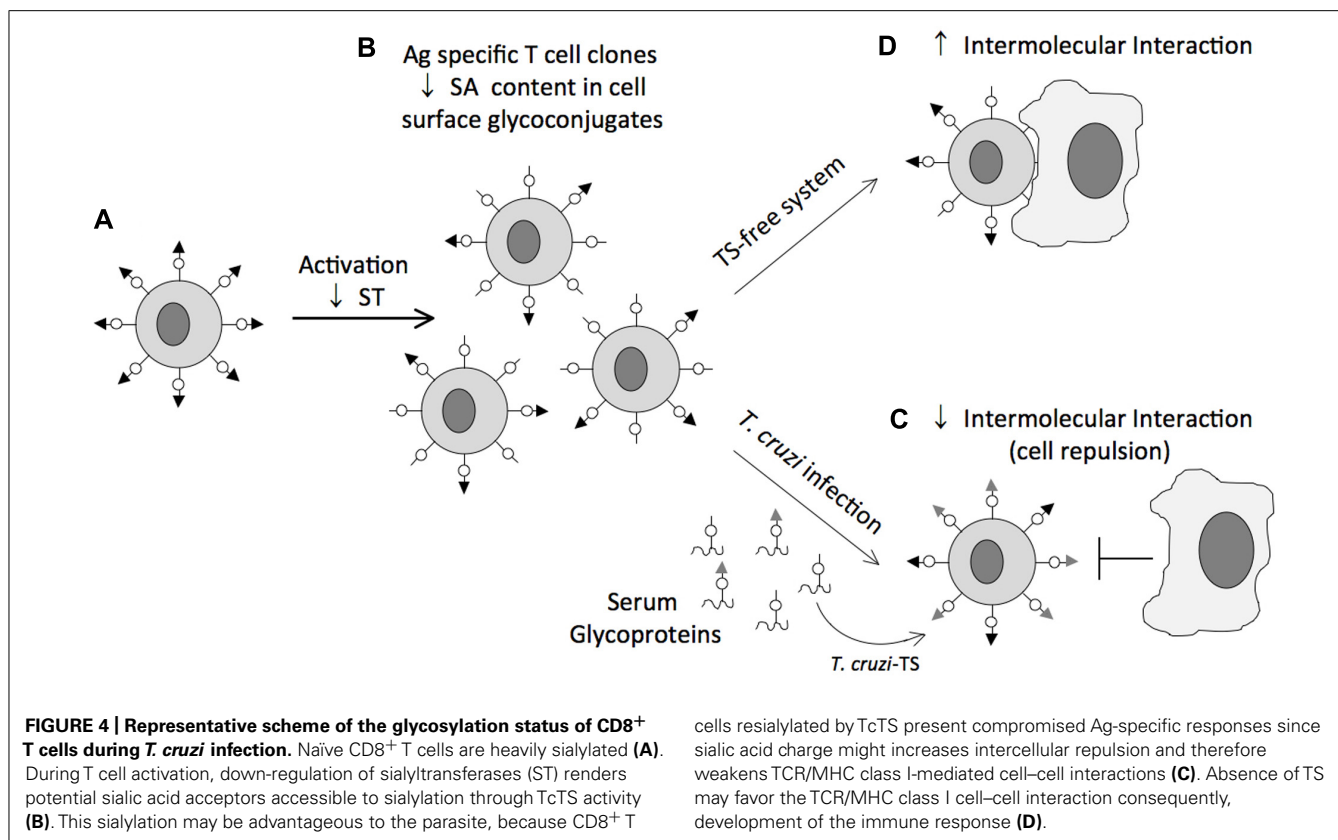 A
Activation
↓ ST
B
Ag specific T cell clones
↓ SA content in cell
surface glycoconjugates
TS-free system
D
↑ Intermolecular Interaction
T. cruzi infection
Serum
Glycoproteins
T. cruzi-TS
C
↓ Intermolecular Interaction
(cell repulsion)
FIGURE 4 | Representative scheme of the glycosylation status of CD8+
T cells during T. cruzi infection. Naïve CD8+ T cells are heavily sialylated (A).
During T cell activation, down-regulation of sialyltransferases (ST) renders
potential sialic acid acceptors accessible to sialylation through TcTS activity
(B). This sialylation may be advantageous to the parasite, because CD8+ T
cells resialylated by TcTS present compromised Ag-specific responses since
sialic acid charge might increases intercellular repulsion and therefore
weakens TCR/MHC class I-mediated cell–cell interactions (C). Absence of TS
may favor the TCR/MHC class I cell–cell interaction consequently,
development of the immune response (D).